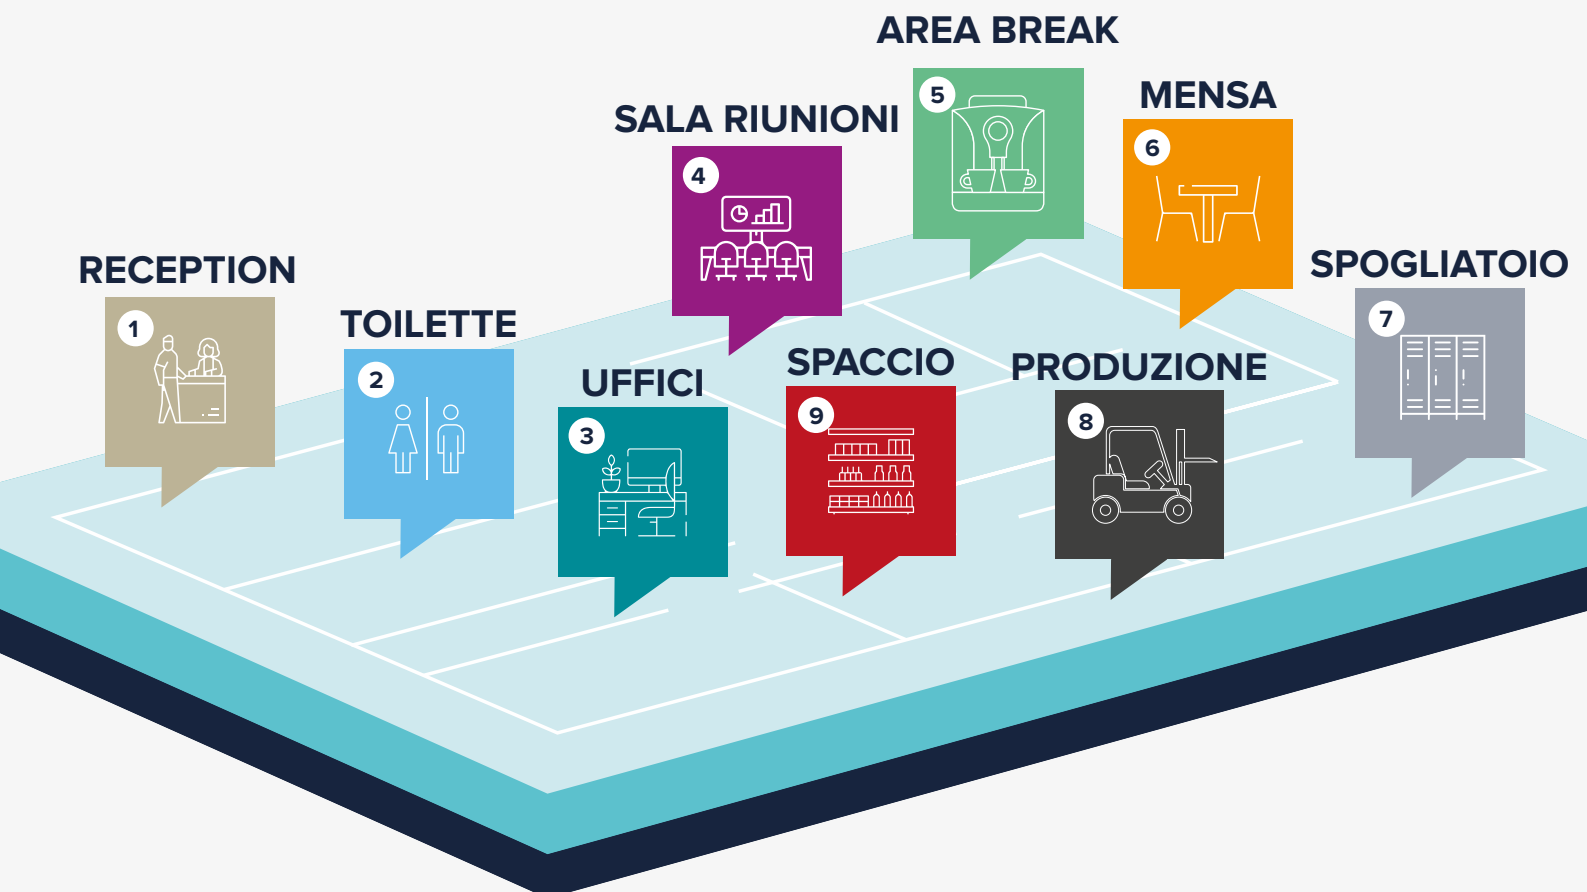 RECEPTION
1
TOILETTE
2
UFFICI
3
SALA RIUNIONI
4
AREA BREAK
5
MENSA
6
SPOGLIATOIO
7
PRODUZIONE
8
SPACCIO
9